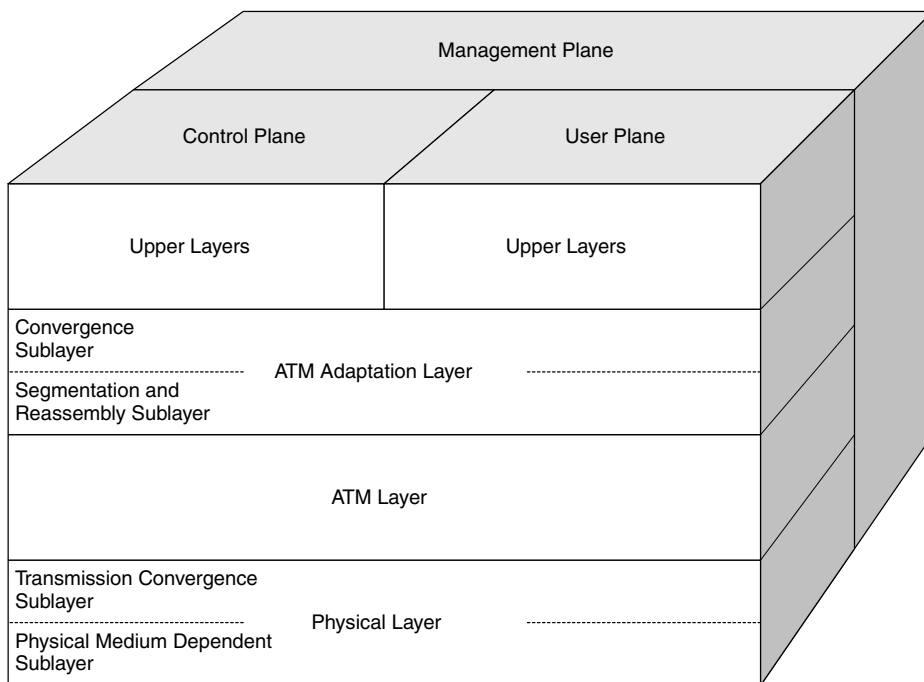 Management Plane
Control Plane
User Plane
Upper Layers
Upper Layers
Convergence
Sublayer
ATM Adaptation Layer
Segmentation and
Reassembly Sublayer
ATM Layer
Transmission Convergence
Sublayer
Physical Layer
Physical Medium Dependent
Sublayer